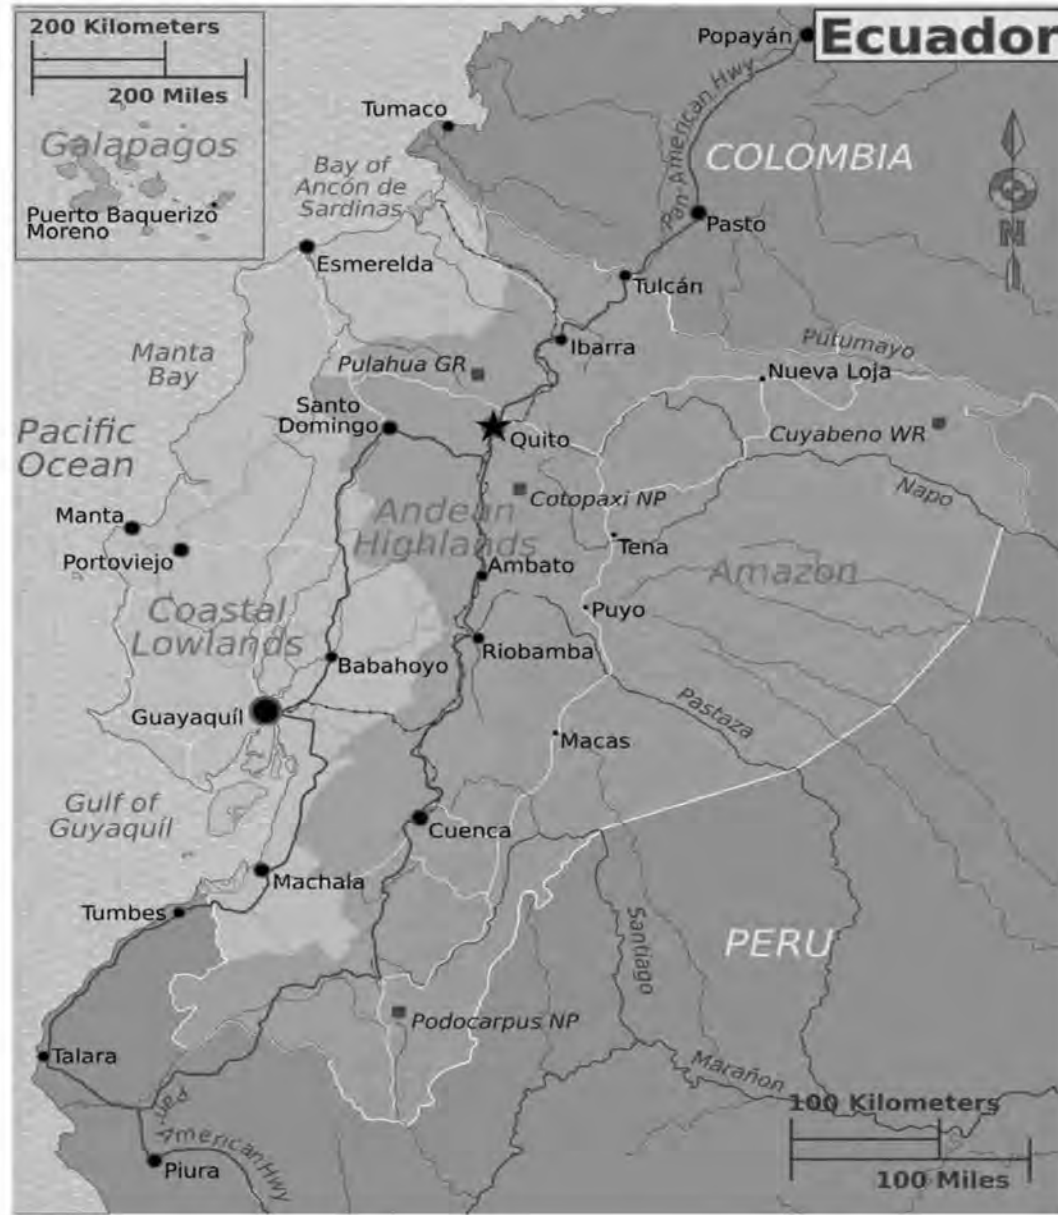 200 Kilometers
200 Miles
Galapagos
Puerto Baquerizo
Moreno
Ecuador
Popayán
Pan-American Hwy
Tumaco
COLOMBIA
Bay of
Ancón de
Sardinas
Pasto
N
Esmerelda
Tulcán
Ibarra
Putumayo
Manta
Bay
Pulahua GR
Nueva Loja
Santo
Domingo
Quito
Cuyabeno WR
Pacific
Ocean
Cotopaxi NP
Napo
Manta
Andean
Highlands
Portoviejo
Tena
Ambato
Amazon
Coastal
Lowlands
Puyo
Babahoyo
Riobamba
Guayaquíl
Pastaza
Macas
Gulf of
Guyaquíl
Cuenca
Machala
Tumbes
Santiago
PERU
Podocarpus NP
Talara
Marañon
Pan-American Hwy
Piura
100 Kilometers
100 Miles